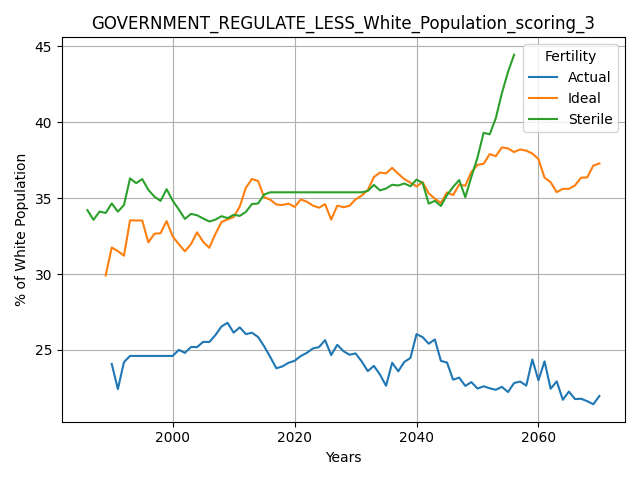 GOVERNMENT_REGULATE_LESS_White_Population_scoring_3
% of White Population
45
40
35
30
25
Fertility
Actual
Ideal
Sterile
2000
2020
2040
2060
Years